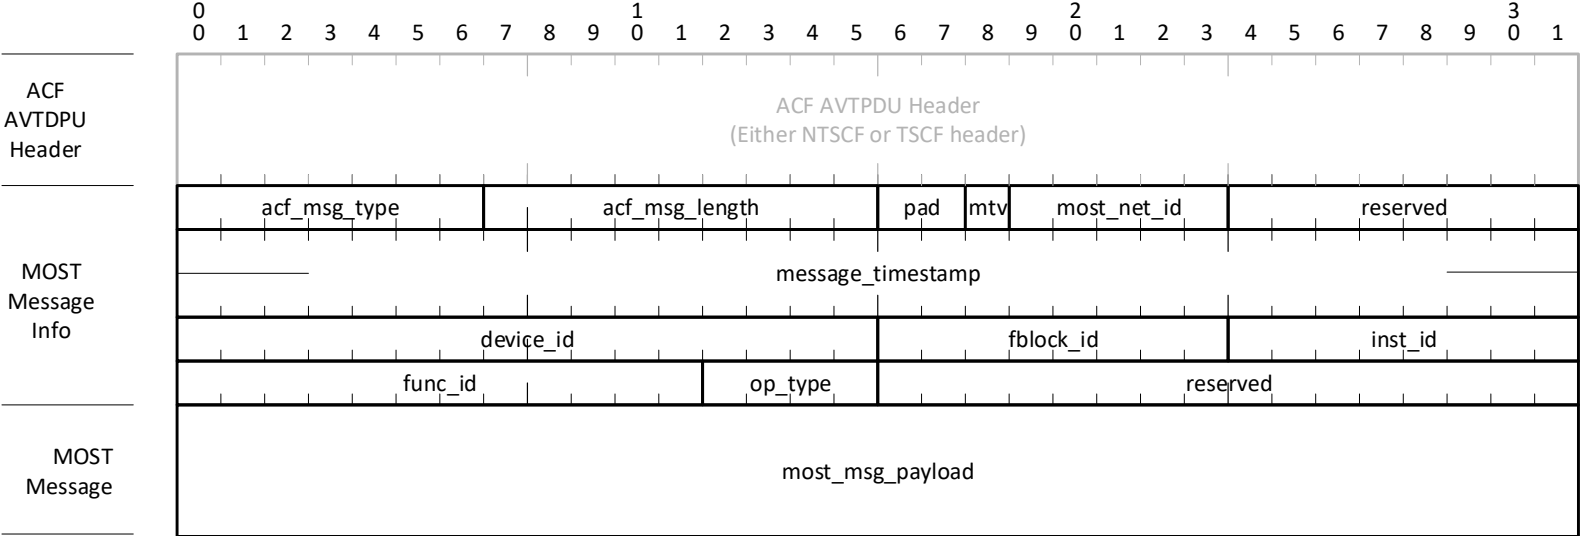 0 1 2 3
0 1 2 3 4 5 6 7 8 9 0 1 2 3 4 5 6 7 8 9 0 1 2 3 4 5 6 7 8 9 0 1
ACF
AVTDPU
Header
ACF AVTPDU Header
(Either NTSCF or TSCF header)
acf_msg_type acf_msg_length pad mtv most_net_id reserved
MOST
Message
Info
message_timestamp
device_id fblock_id inst_id
func_id op_type reserved
MOST
Message
most_msg_payload